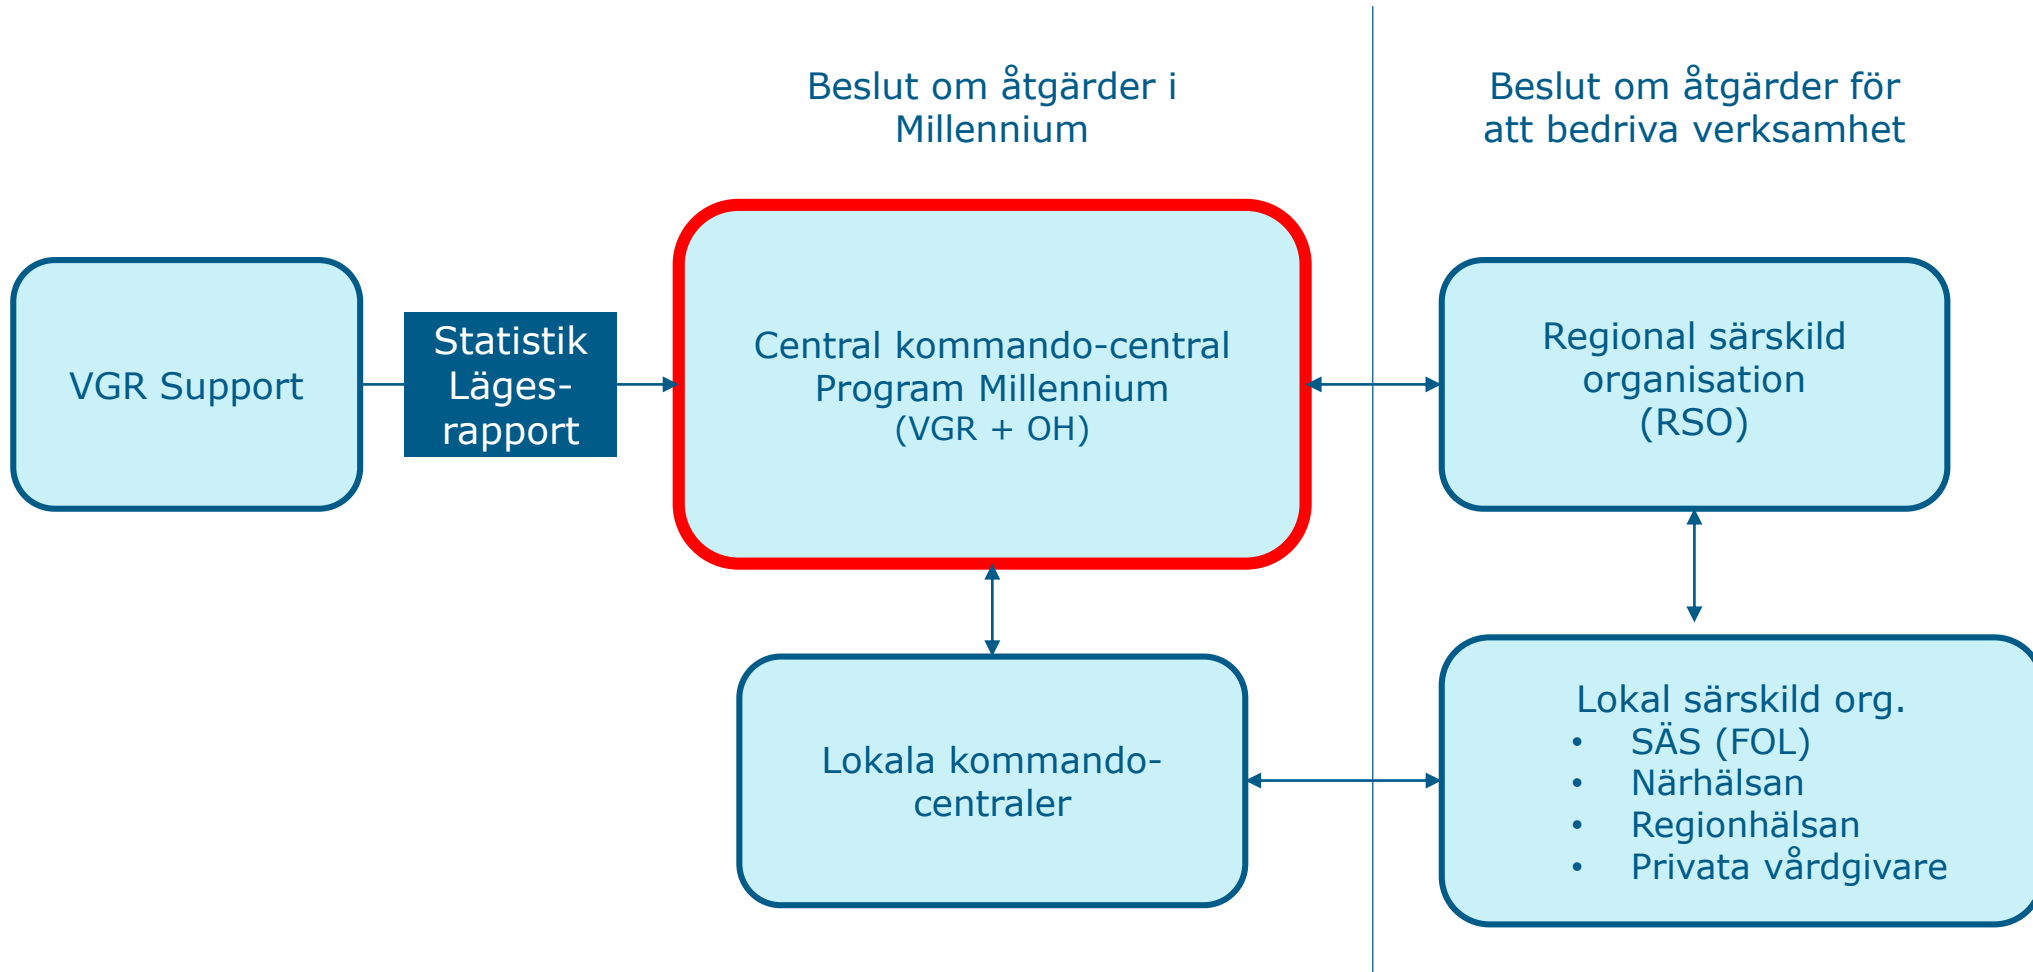 Beslut om åtgärder i
Millennium
Beslut om åtgärder för
att bedriva verksamhet
VGR Support
Statistik
Läges-
rapport
Central kommando-central
Program Millennium
(VGR + OH)
Regional särskild
organisation
(RSO)
Lokala kommando-
centraler
Lokal särskild org.
• SÄS (FOL)
• Närhälsan
• Regionhälsan
• Privata vårdgivare